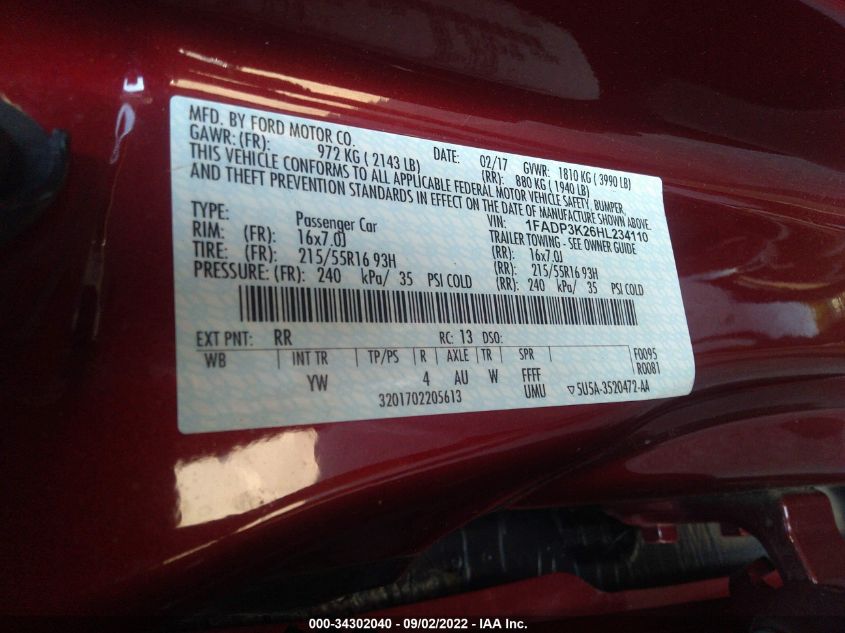 MFD. BY FORD MOTOR CO. DATE: 02/17 GVWR: 1810 KG ( 3990 LB)
GAWR: (FR): 972 KG ( 2143 LB) (RR): 880 KG ( 1940 LB)
THIS VEHICLE CONFORMS TO ALL APPLICABLE FEDERAL MOTOR VEHICLE SAFETY, BUMPER,
AND THEFT PREVENTION STANDARDS IN EFFECT ON THE DATE OF MANUFACTURE SHOWN ABOVE.
VIN: 1FADP3K26HL234110
TYPE: Passenger Car TRAILER TOWING - SEE OWNER GUIDE
RIM: (FR): 16x7.0J (RR): 16x7.0J
TIRE: (FR): 215/55R16 93H (RR): 215/55R16 93H
PRESSURE: (FR): 240 kPa/ 35 PSI COLD (RR): 240 kPa/ 35 PSI COLD
EXT PNT: RR RC: 13 DSO:
WB INT TR TP/PS R AXLE TR SPR F0095
YW 4 AU W FFFF R0081
3201702205613 UMU ▽5U5A-3520472-AA
000-34302040 - 09/02/2022 - IAA Inc.